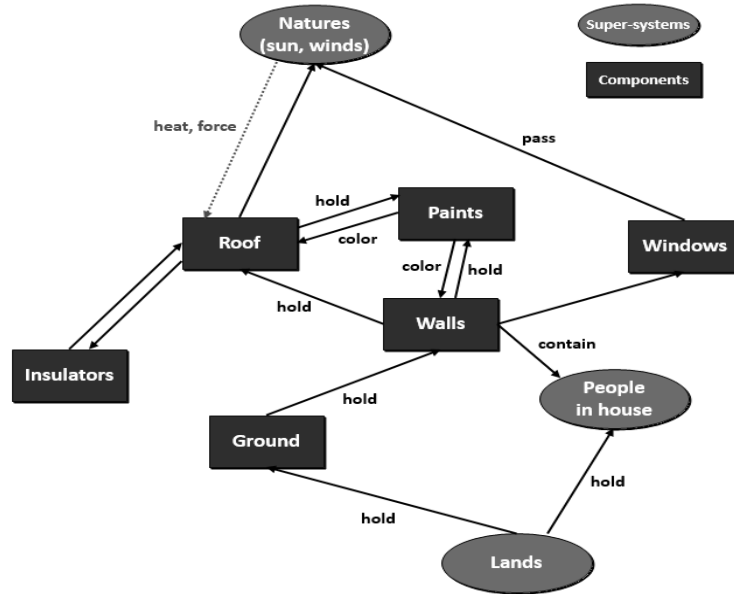 Natures
(sun, winds)
Super-systems
Components
heat, force
pass
hold
Paints
Roof
color
Windows
color
hold
hold
Walls
contain
Insulators
People
in house
hold
Ground
hold
hold
Lands